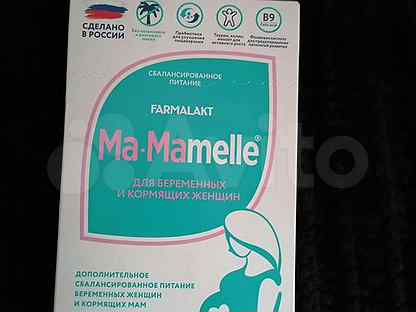 СДЕЛАНО
В РОССИИ
B9
СБАЛАНСИРОВАННОЕ
ПИТАНИЕ
FARMALAKT
Ma-Mamelle®
ДЛЯ БЕРЕМЕННЫХ
И КОРМЯЩИХ ЖЕНЩИН
Avito
ДОПОЛНИТЕЛЬНОЕ
СБАЛАНСИРОВАННОЕ ПИТАНИЕ
БЕРЕМЕННЫХ ЖЕНЩИН
И КОРМЯЩИХ МАМ